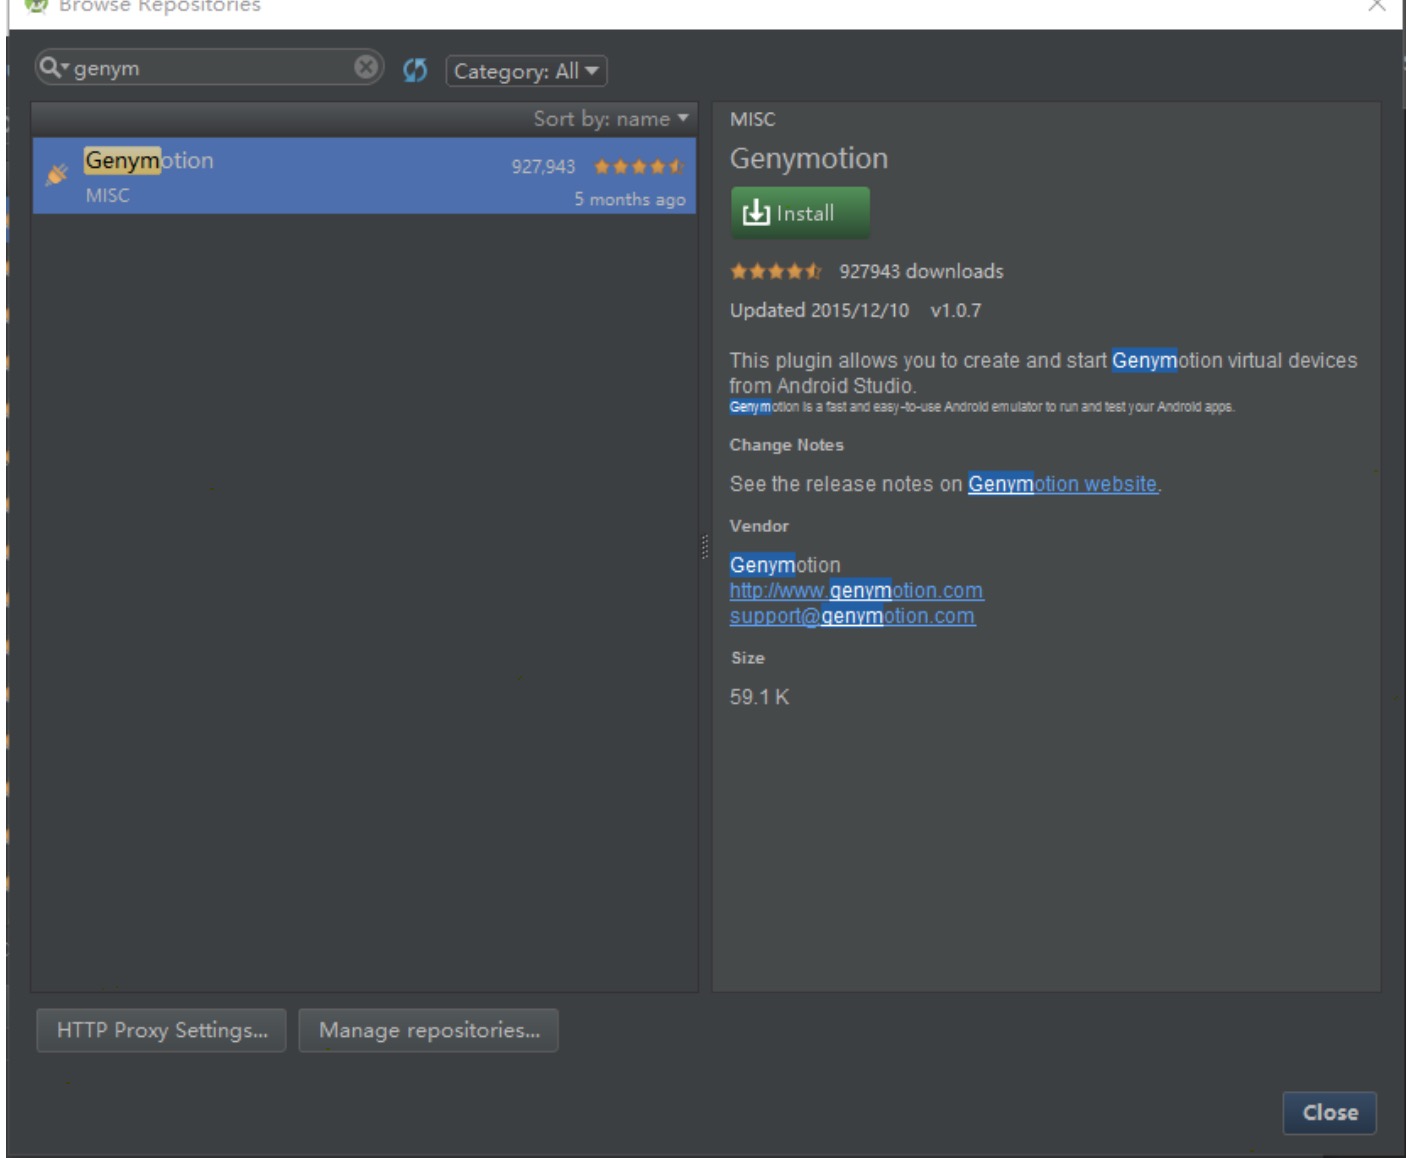 Browse Repositories
genym
Category: All
Sort by: name
Genymotion
927,943
MISC
5 months ago
MISC
Genymotion
Install
927943 downloads
Updated 2015/12/10 v1.0.7
This plugin allows you to create and start Genymotion virtual devices
from Android Studio.
Genymotion is a fast and easy-to-use Android emulator to run and test your Android apps.
Change Notes
See the release notes on Genymotion website.
Vendor
Genymotion
http://www.genymotion.com
support@genymotion.com
Size
59.1 K
HTTP Proxy Settings...
Manage repositories...
Close